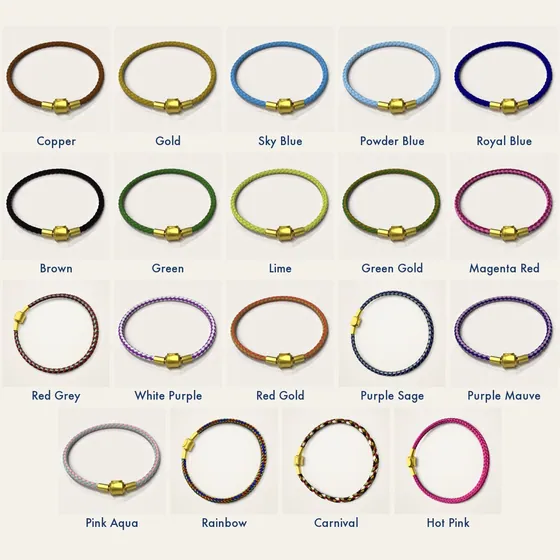 Copper
Gold
Sky Blue
Powder Blue
Royal Blue
Brown
Green
Lime
Green Gold
Magenta Red
Red Grey
White Purple
Red Gold
Purple Sage
Purple Mauve
Pink Aqua
Rainbow
Carnival
Hot Pink